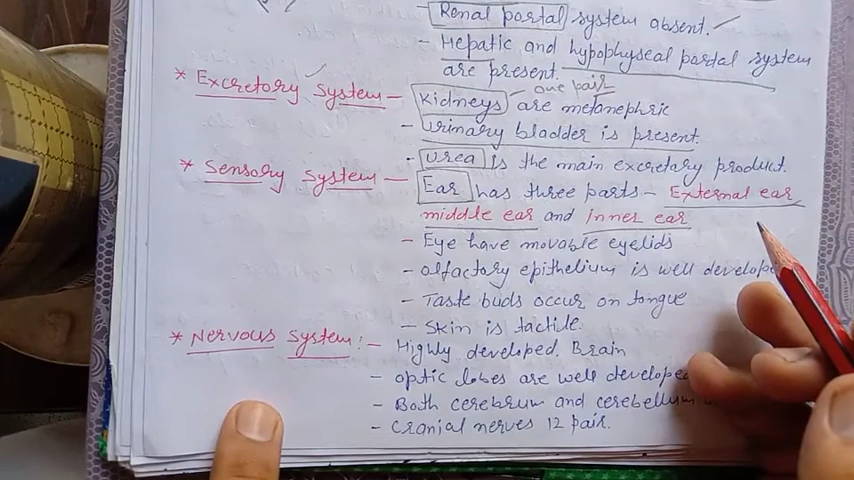 - Renal portal system absent.
- Hepatic and hypophyseal portal system
are present.
* Excretory System - Kidneys - one pair are metanephric
- Urinary bladder is present.
- Urea is the main excretory product.
* Sensory System - Ear has three parts - External ear
middle ear and inner ear
- Eye have movable eyelids
- olfactory epithelium is well develope
- Taste buds occur on tongue
- Skin is tactile.
* Nervous System :- Highly developed. Brain
- optic lobes are well developed
- Both cerebrum and cerebellum
- Cranial nerves 12 pair.